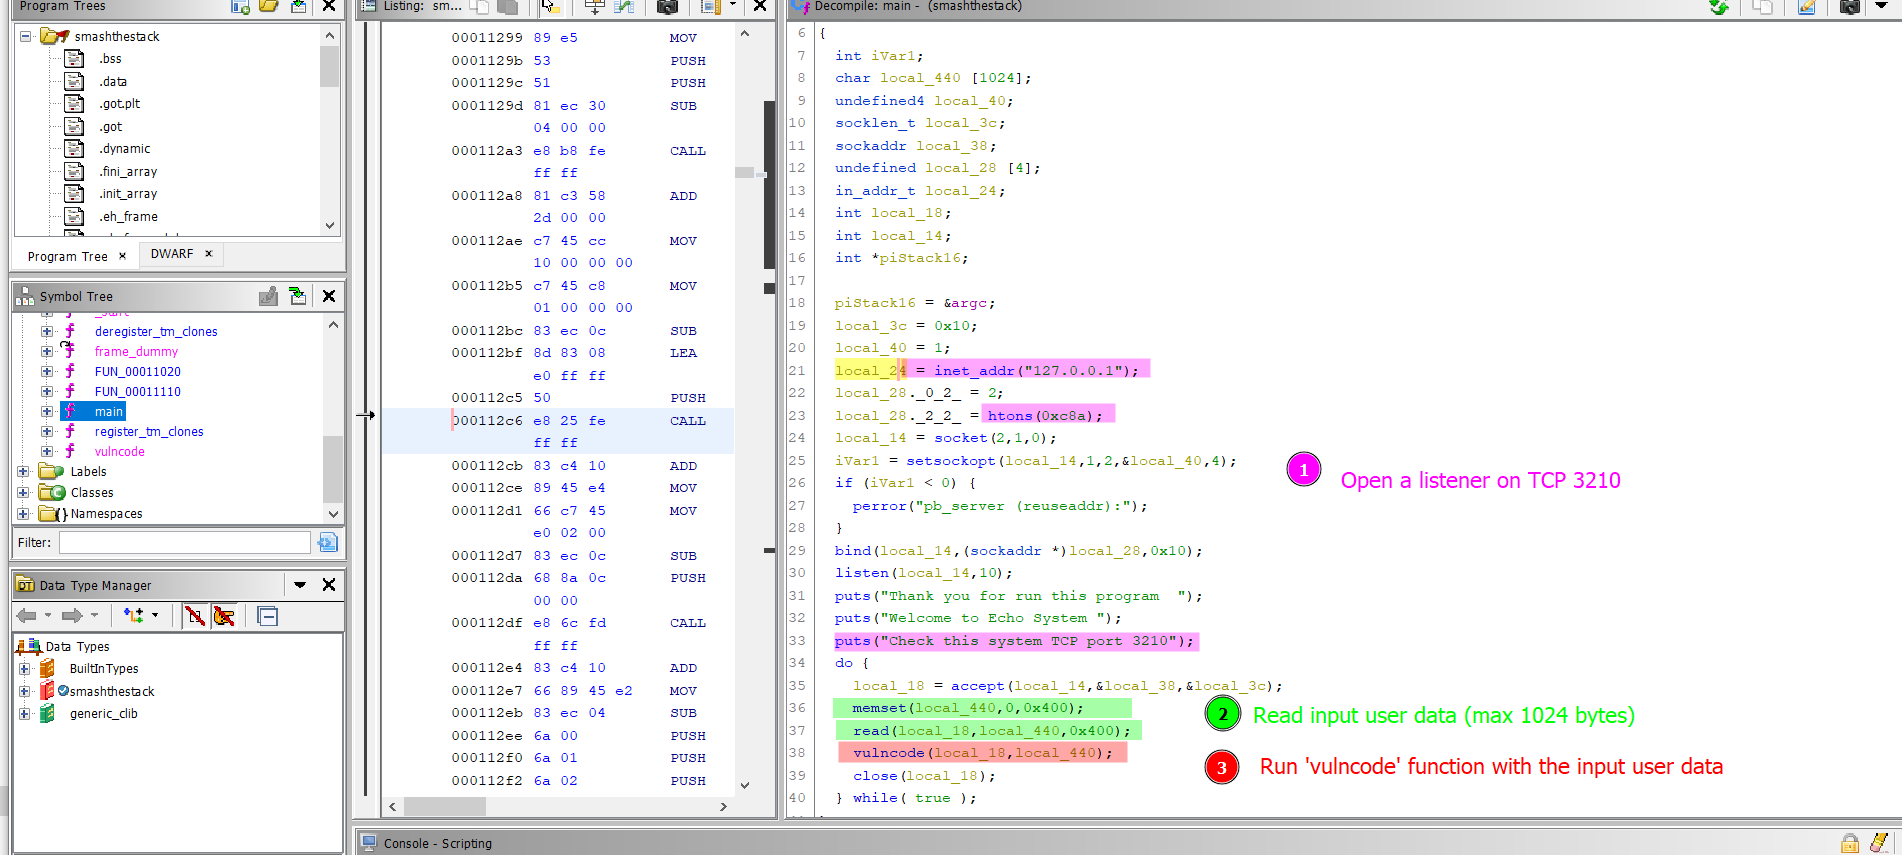 Program Trees
smashthestack
.bss
.data
.got.plt
.got
.dynamic
.fini_array
.init_array
.eh_frame
Program Tree
DWARF
Symbol Tree
_start
deregister_tm_clones
frame_dummy
FUN_00011020
FUN_00011110
main
register_tm_clones
vulncode
Labels
Classes
Namespaces
Filter:
Data Type Manager
Data Types
BuiltInTypes
smashthestack
generic_clib
Listing: sm...
00011299 89 e5 MOV
0001129b 53 PUSH
0001129c 51 PUSH
0001129d 81 ec 30 SUB
04 00 00
000112a3 e8 b8 fe CALL
ff ff
000112a8 81 c3 58 ADD
2d 00 00
000112ae c7 45 cc MOV
10 00 00 00
000112b5 c7 45 c8 MOV
01 00 00 00
000112bc 83 ec 0c SUB
000112bf 8d 83 08 LEA
e0 ff ff
000112c5 50 PUSH
000112c6 e8 25 fe CALL
ff ff
000112cb 83 c4 10 ADD
000112ce 89 45 e4 MOV
000112d1 66 c7 45 MOV
e0 02 00
000112d7 83 ec 0c SUB
000112da 68 8a 0c PUSH
00 00
000112df e8 6c fd CALL
ff ff
000112e4 83 c4 10 ADD
000112e7 66 89 45 e2 MOV
000112eb 83 ec 04 SUB
000112ee 6a 00 PUSH
000112f0 6a 01 PUSH
000112f2 6a 02 PUSH
Decompile: main - (smashthestack)
6 {
7 int iVar1;
8 char local_440 [1024];
9 undefined4 local_40;
10 socklen_t local_3c;
11 sockaddr local_38;
12 undefined local_28 [4];
13 in_addr_t local_24;
14 int local_18;
15 int local_14;
16 int *piStack16;
17
18 piStack16 = &argc;
19 local_3c = 0x10;
20 local_40 = 1;
21 local_24 = inet_addr("127.0.0.1");
22 local_28._0_2_ = 2;
23 local_28._2_2_ = htons(0xc8a);
24 local_14 = socket(2,1,0);
25 iVar1 = setsockopt(local_14,1,2,&local_40,4);
26 if (iVar1 < 0) {
27 perror("pb_server (reuseaddr):");
28 }
29 bind(local_14,(sockaddr *)local_28,0x10);
30 listen(local_14,10);
31 puts("Thank you for run this program  ");
32 puts("Welcome to Echo System ");
33 puts("Check this system TCP port 3210");
34 do {
35 local_18 = accept(local_14,&local_38,&local_3c);
36 memset(local_440,0,0x400);
37 read(local_18,local_440,0x400);
38 vulncode(local_18,local_440);
39 close(local_18);
40 } while( true );
1 Open a listener on TCP 3210
2 Read input user data (max 1024 bytes)
3 Run 'vulncode' function with the input user data
Console - Scripting